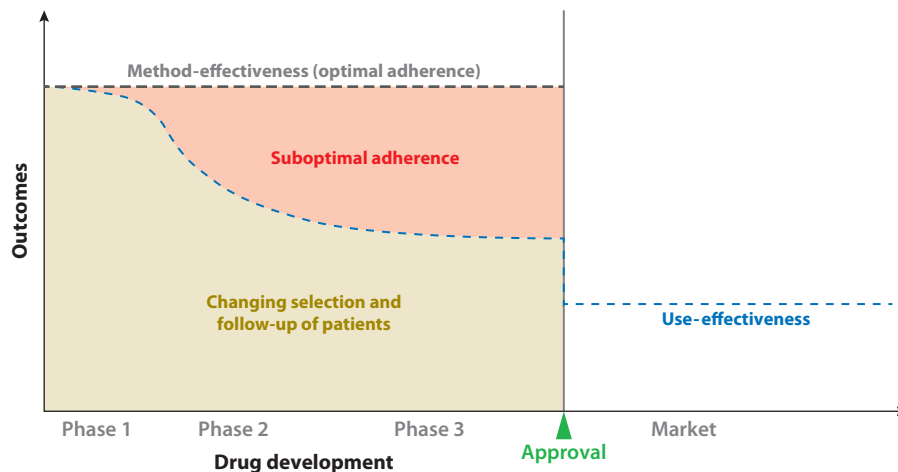 Method-effectiveness (optimal adherence)
Suboptimal adherence
Outcomes
Changing selection and
follow-up of patients
Use-effectiveness
Phase 1
Phase 2
Phase 3
Market
Approval
Drug development